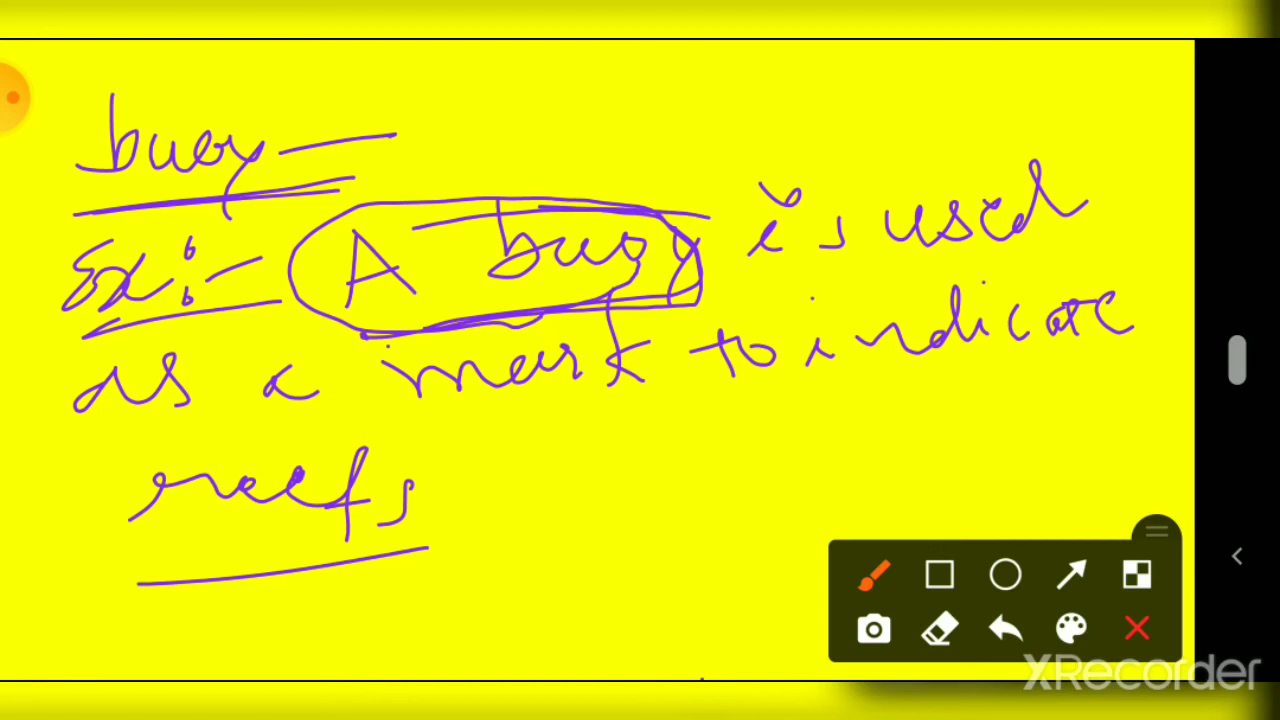 buoy —
Ex:- A buoy is used
as a mark to indicate
reefs
XRecorder